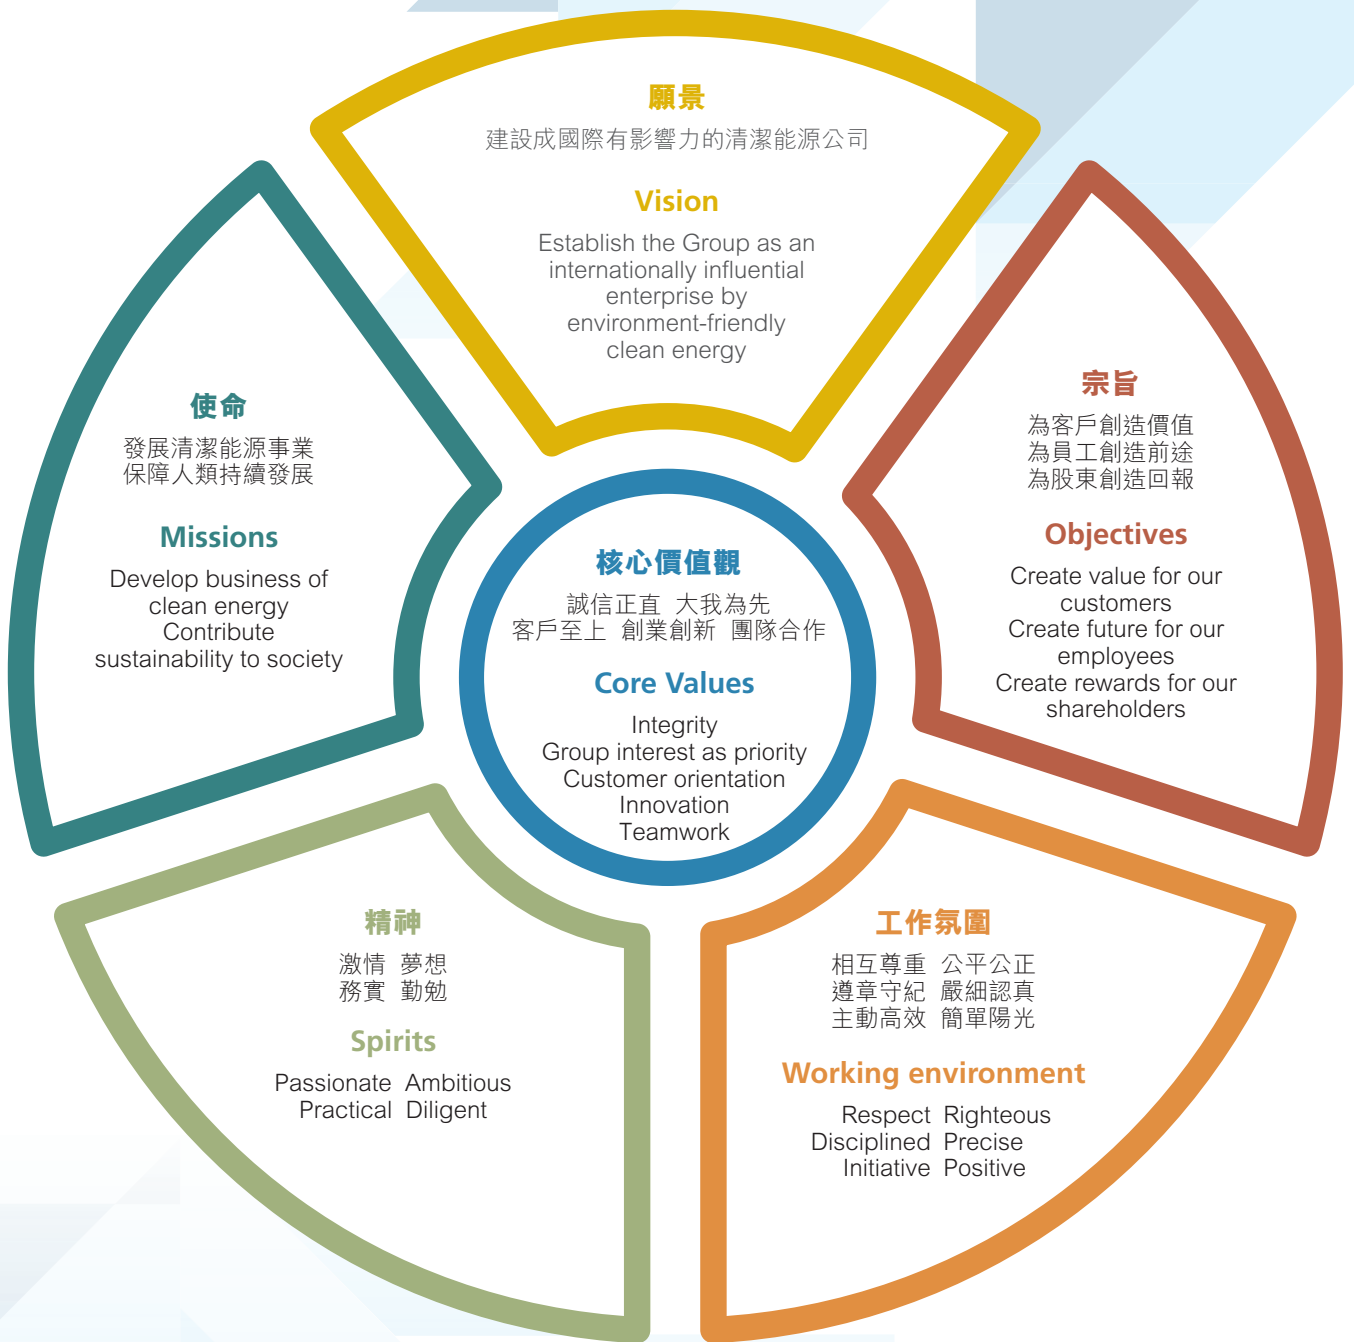 願景
建設成國際有影響力的清潔能源公司
Vision
Establish the Group as an
internationally influential
enterprise by
environment-friendly
clean energy
使命
發展清潔能源事業
保障人類持續發展
Missions
Develop business of
clean energy
Contribute
sustainability to society
核心價值觀
誠信正直 大我為先
客戶至上 創業創新 團隊合作
Core Values
Integrity
Group interest as priority
Customer orientation
Innovation
Teamwork
宗旨
為客戶創造價值
為員工創造前途
為股東創造回報
Objectives
Create value for our
customers
Create future for our
employees
Create rewards for our
shareholders
精神
激情 夢想
務實 勤勉
Spirits
Passionate Ambitious
Practical Diligent
工作氛圍
相互尊重 公平公正
遵章守紀 嚴細認真
主動高效 簡單陽光
Working environment
Respect Righteous
Disciplined Precise
Initiative Positive